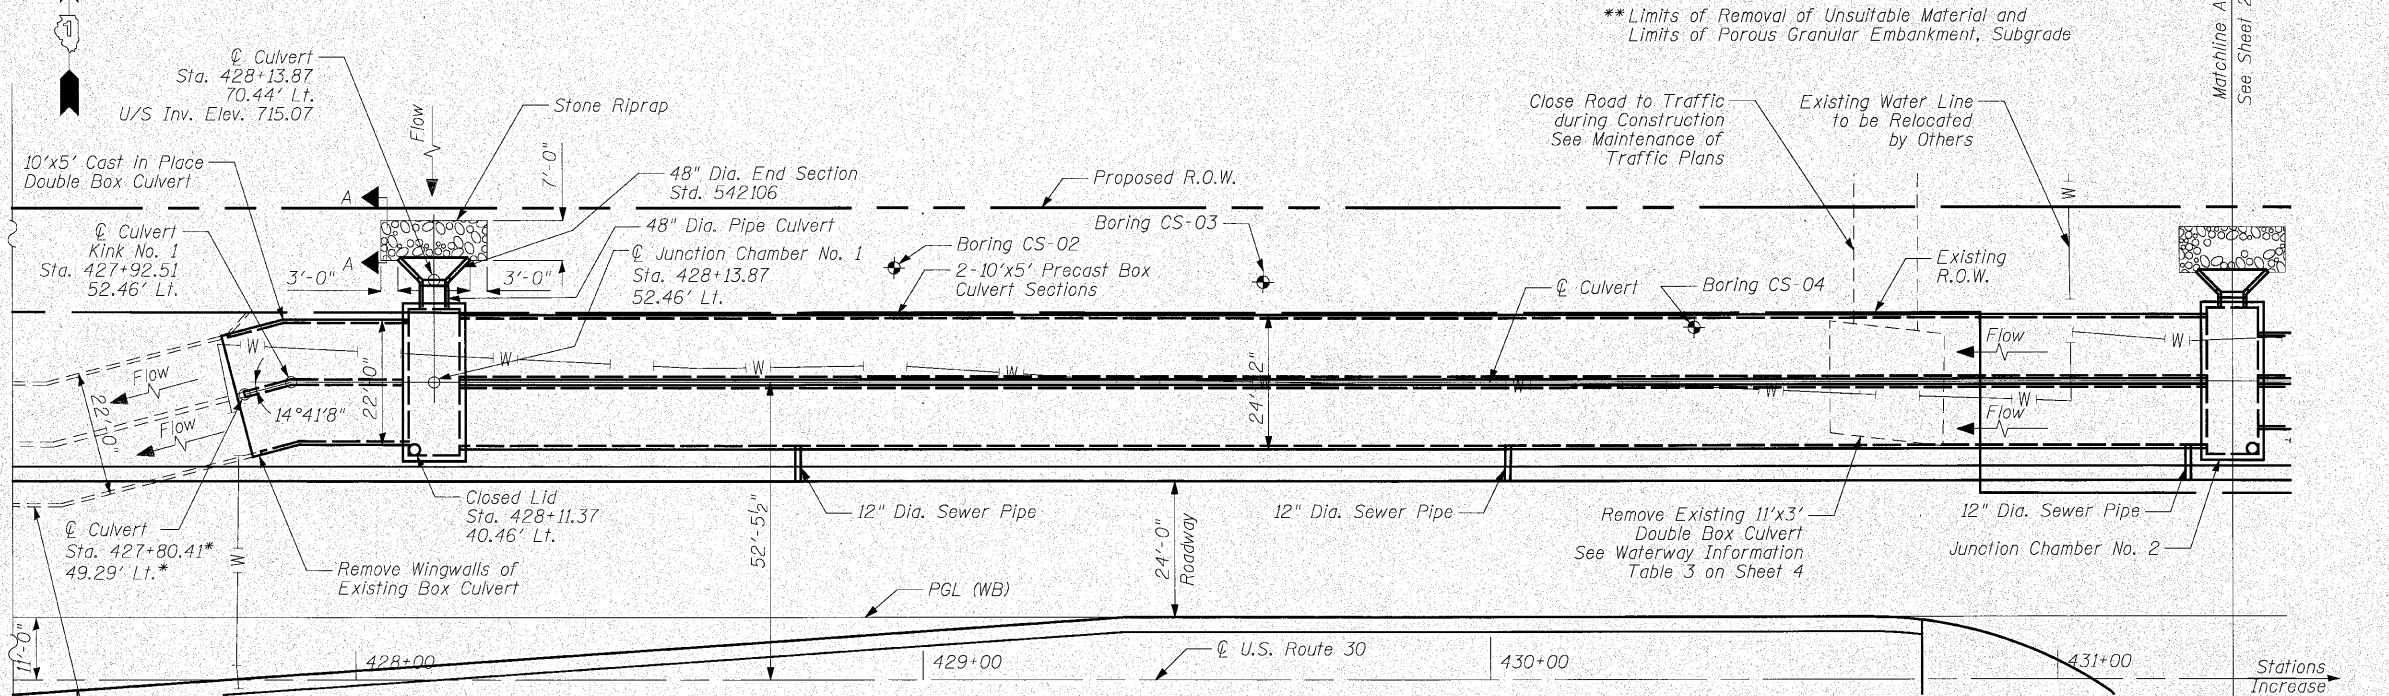 1
**Limits of Removal of Unsuitable Material and
Limits of Porous Granular Embankment, Subgrade
Matchline A
See Sheet 2
℄ Culvert
Sta. 428+13.87
70.44' Lt.
U/S Inv. Elev. 715.07
Flow
Stone Riprap
7'-0"
Close Road to Traffic
during Construction
See Maintenance of
Traffic Plans
Existing Water Line
to be Relocated
by Others
10'x5' Cast in Place
Double Box Culvert
A
A
48" Dia. End Section
Std. 542106
Proposed R.O.W.
W
48" Dia. Pipe Culvert
Boring CS-03
℄ Culvert
Kink No. 1
Sta. 427+92.51
52.46' Lt.
℄ Junction Chamber No. 1
Sta. 428+13.87
52.46' Lt.
3'-0"
3'-0"
Boring CS-02
2-10'x5' Precast Box
Culvert Sections
℄ Culvert
Boring CS-04
Existing
R.O.W.
W
W
W
W
W
W
W
W
Flow
Flow
Flow
Flow
22'-0"
14°41'8"
22'-0"
52'-5½"
12" Dia. Sewer Pipe
12" Dia. Sewer Pipe
12" Dia. Sewer Pipe
Closed Lid
Sta. 428+11.37
40.46' Lt.
℄ Culvert
Sta. 427+80.41*
49.29' Lt.*
W
Remove Wingwalls of
Existing Box Culvert
24'-0"
Roadway
Remove Existing 11'x3'
Double Box Culvert
See Waterway Information
Table 3 on Sheet 4
Junction Chamber No. 2
PGL (WB)
11'-0"
℄ U.S. Route 30
428+00
429+00
430+00
431+00
Stations
Increase